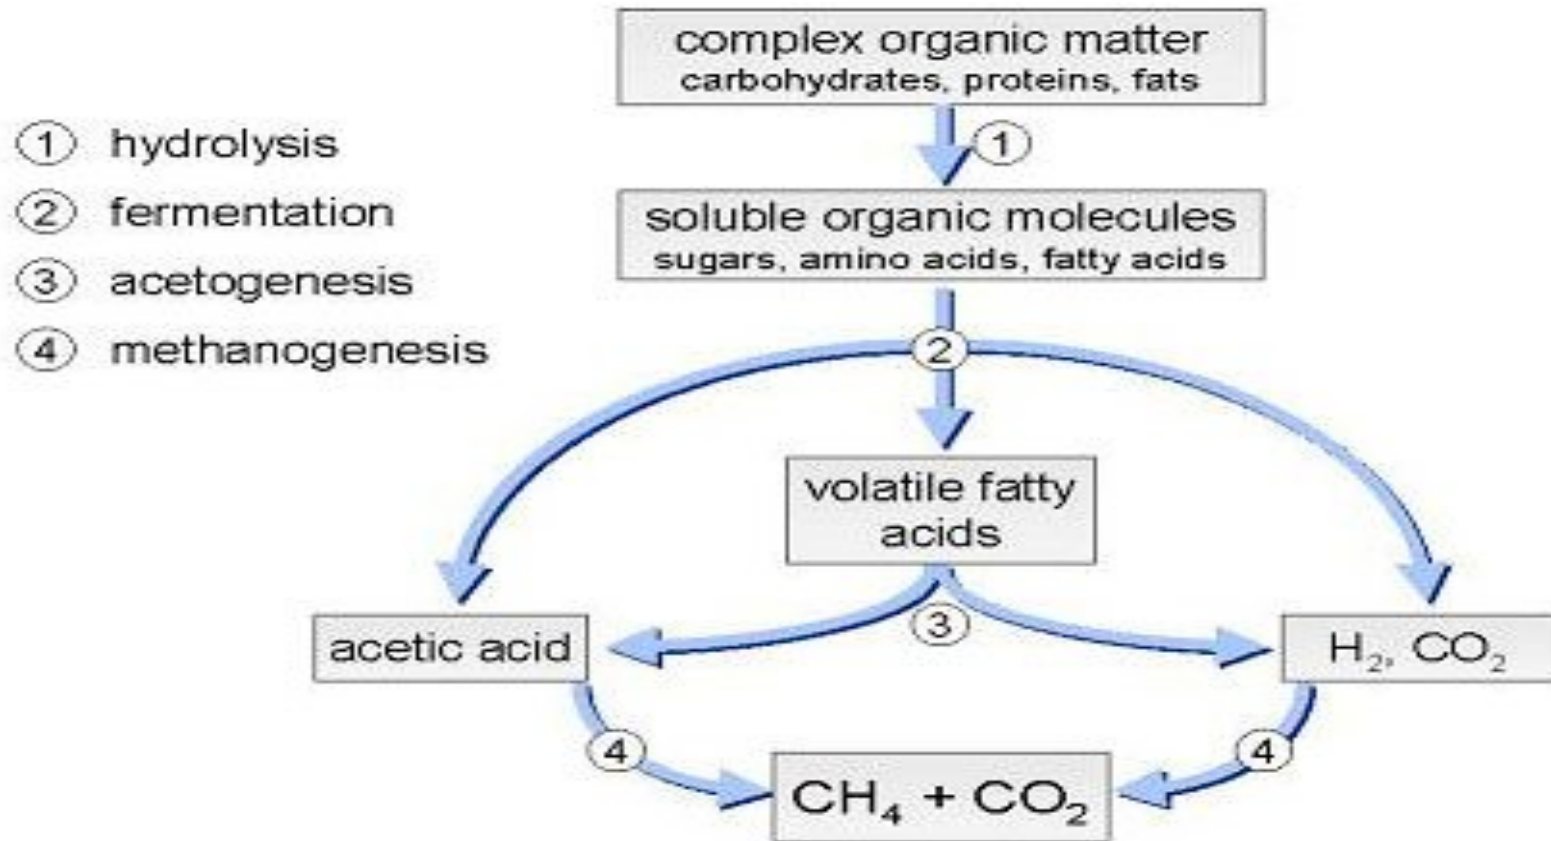 complex organic matter
carbohydrates, proteins, fats
① hydrolysis
② fermentation
③ acetogenesis
④ methanogenesis
①
soluble organic molecules
sugars, amino acids, fatty acids
②
volatile fatty
acids
acetic acid
③
H₂, CO₂
④
④
CH₄ + CO₂